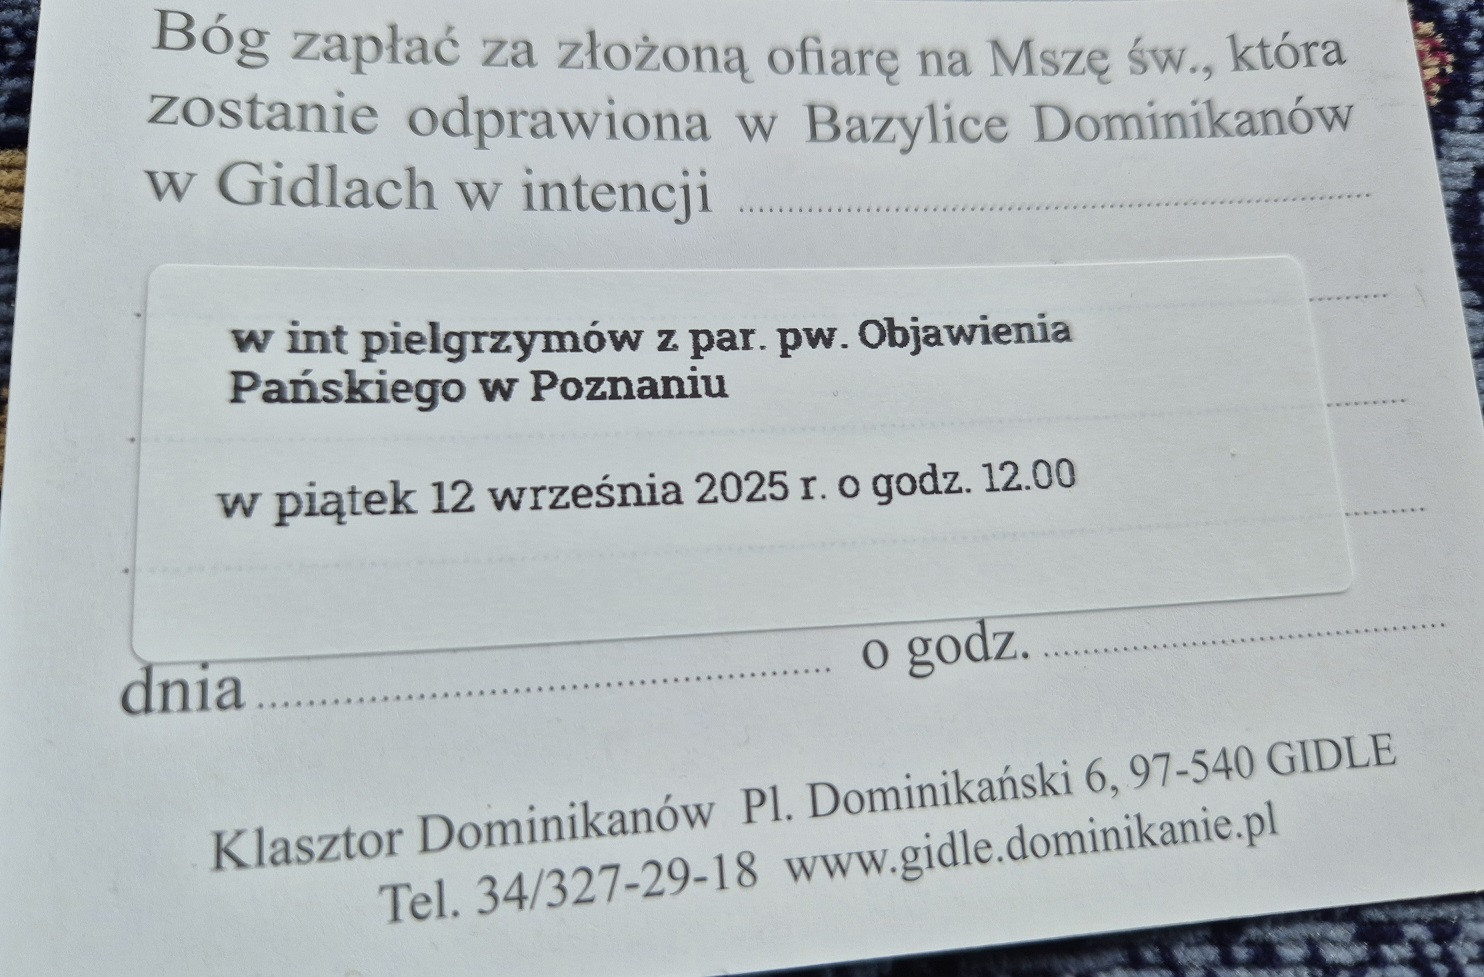 Bóg zapłać za złożoną ofiarę na Mszę św., która
zostanie odprawiona w Bazylice Dominikanów
w Gidlach w intencji ........................................
w int pielgrzymów z par. pw. Objawienia
Pańskiego w Poznaniu
w piątek 12 września 2025 r. o godz. 12.00
dnia ........................................ o godz. ........................................
Klasztor Dominikanów Pl. Dominikański 6, 97-540 GIDLE
Tel. 34/327-29-18 www.gidle.dominikanie.pl